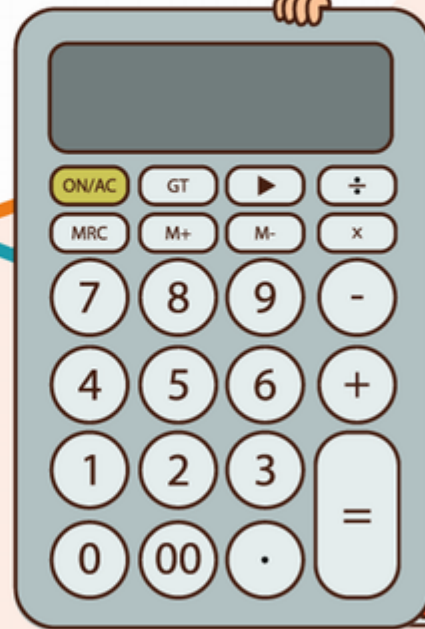 ON/AC GT ▶ ÷
MRC M+ M- x
7 8 9 -
4 5 6 +
1 2 3
0 00 . =